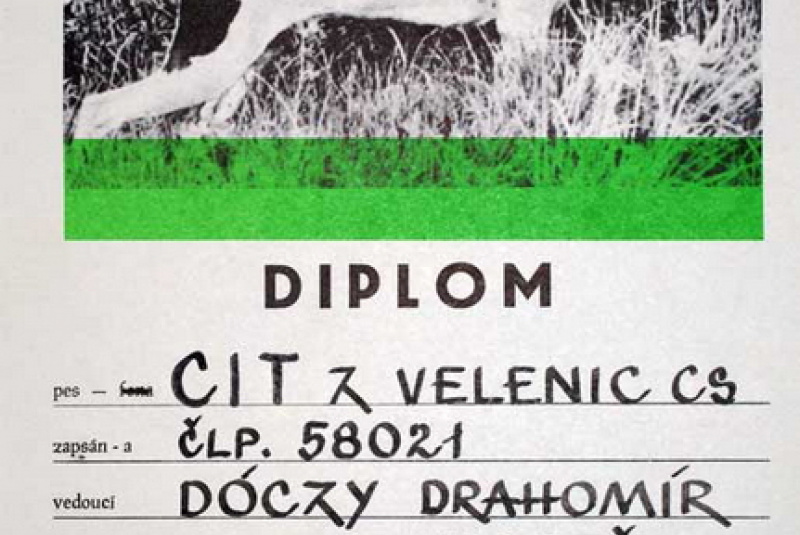 DIPLOM
pes – fena CIT Z VELENIC CS
zapsán - a ČLP. 58021
vedoucí DÓCZY DRAHOMÍR